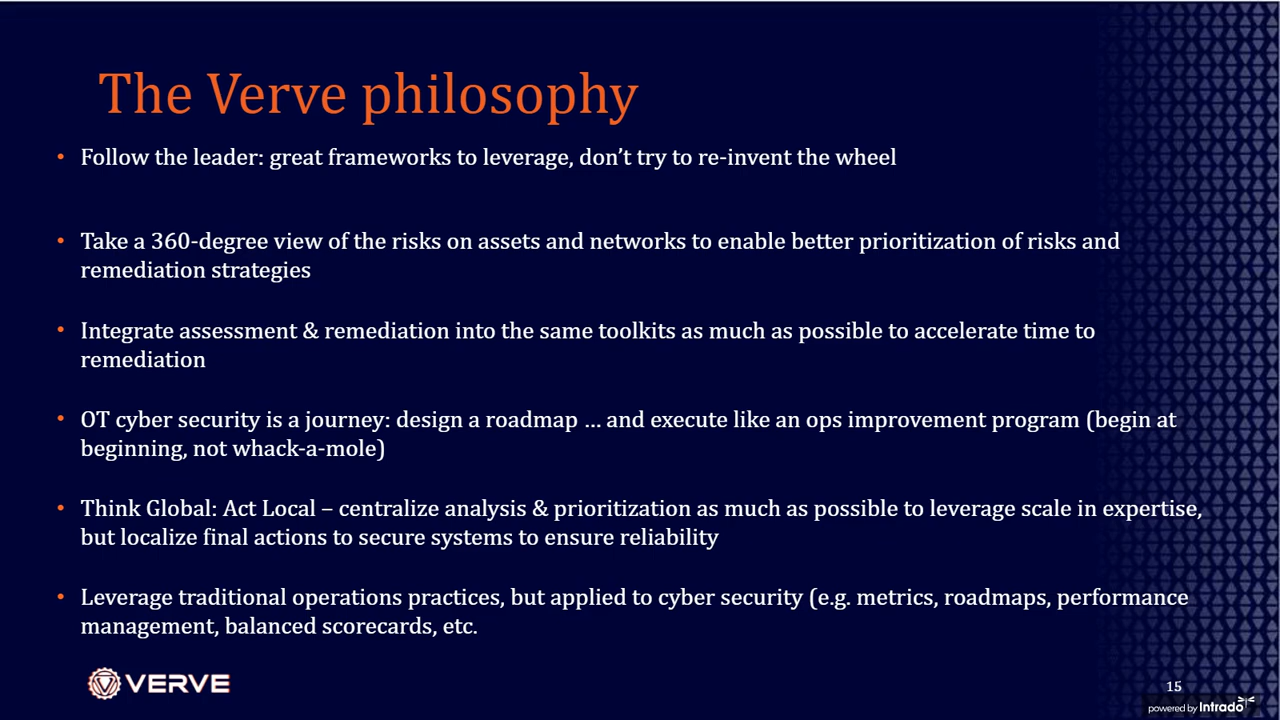 The Verve philosophy
• Follow the leader: great frameworks to leverage, don’t try to re-invent the wheel
• Take a 360-degree view of the risks on assets and networks to enable better prioritization of risks and
remediation strategies
• Integrate assessment & remediation into the same toolkits as much as possible to accelerate time to
remediation
• OT cyber security is a journey: design a roadmap … and execute like an ops improvement program (begin at
beginning, not whack-a-mole)
• Think Global: Act Local – centralize analysis & prioritization as much as possible to leverage scale in expertise,
but localize final actions to secure systems to ensure reliability
• Leverage traditional operations practices, but applied to cyber security (e.g. metrics, roadmaps, performance
management, balanced scorecards, etc.
VERVE
15
powered by Intrado